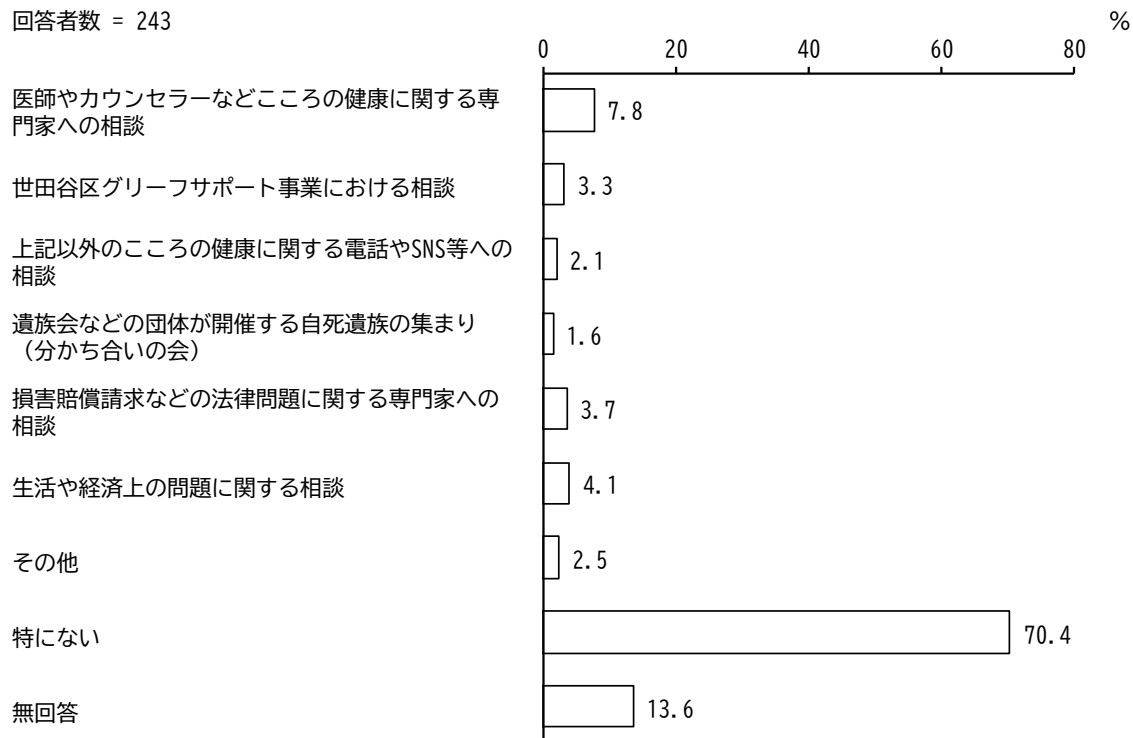 回答者数 = 243
%
0 20 40 60 80
医師やカウンセラーなどこころの健康に関する専
門家への相談
7.8
世田谷区グリーフサポート事業における相談
3.3
上記以外のこころの健康に関する電話やSNS等への
相談
2.1
遺族会などの団体が開催する自死遺族の集まり
（分かち合いの会）
1.6
損害賠償請求などの法律問題に関する専門家への
相談
3.7
生活や経済上の問題に関する相談
4.1
その他
2.5
特にない
70.4
無回答
13.6